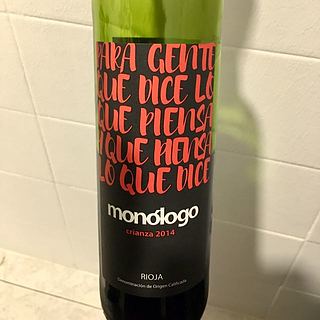 PARA GENTE
QUE DICE LO
QUE PIENSA
Y QUE PIENSA
LO QUE DICE
monólogo
crianza 2014
RIOJA
Denominación de Origen Calificada